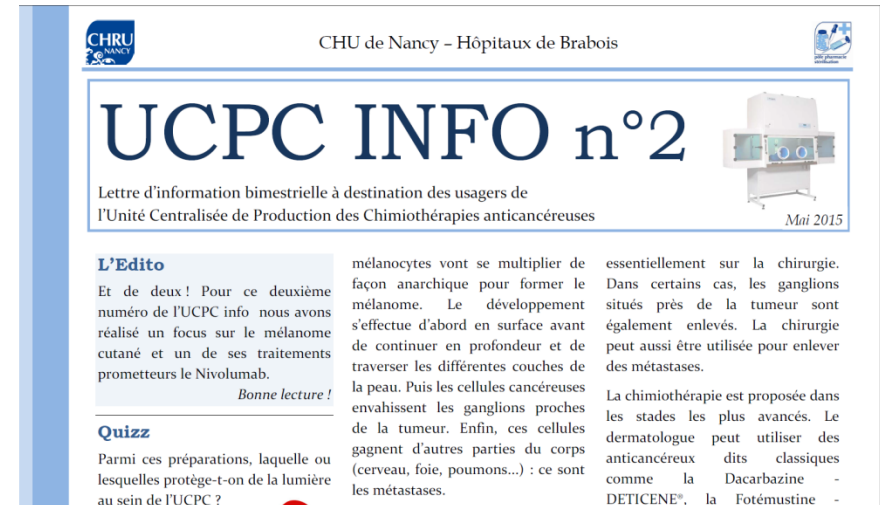 CHRU
NANCY
CHU de Nancy – Hôpitaux de Brabois
pôle pharmacie
stérilisation
UCPC INFO n°2
Lettre d'information bimestrielle à destination des usagers de
l'Unité Centralisée de Production des Chimiothérapies anticancéreuses
Mai 2015
L'Edito
Et de deux ! Pour ce deuxième
numéro de l'UCPC info nous avons
réalisé un focus sur le mélanome
cutané et un de ses traitements
prometteurs le Nivolumab.
Bonne lecture !
Quizz
Parmi ces préparations, laquelle ou
lesquelles protège-t-on de la lumière
au sein de l'UCPC ?
mélanocytes vont se multiplier de
façon anarchique pour former le
mélanome. Le développement
s'effectue d'abord en surface avant
de continuer en profondeur et de
traverser les différentes couches de
la peau. Puis les cellules cancéreuses
envahissent les ganglions proches
de la tumeur. Enfin, ces cellules
gagnent d'autres parties du corps
(cerveau, foie, poumons...) : ce sont
les métastases.
essentiellement sur la chirurgie.
Dans certains cas, les ganglions
situés près de la tumeur sont
également enlevés. La chirurgie
peut aussi être utilisée pour enlever
des métastases.
La chimiothérapie est proposée dans
les stades les plus avancés. Le
dermatologue peut utiliser des
anticancéreux dits classiques
comme la Dacarbazine -
DETICENE®, la Fotémustine -